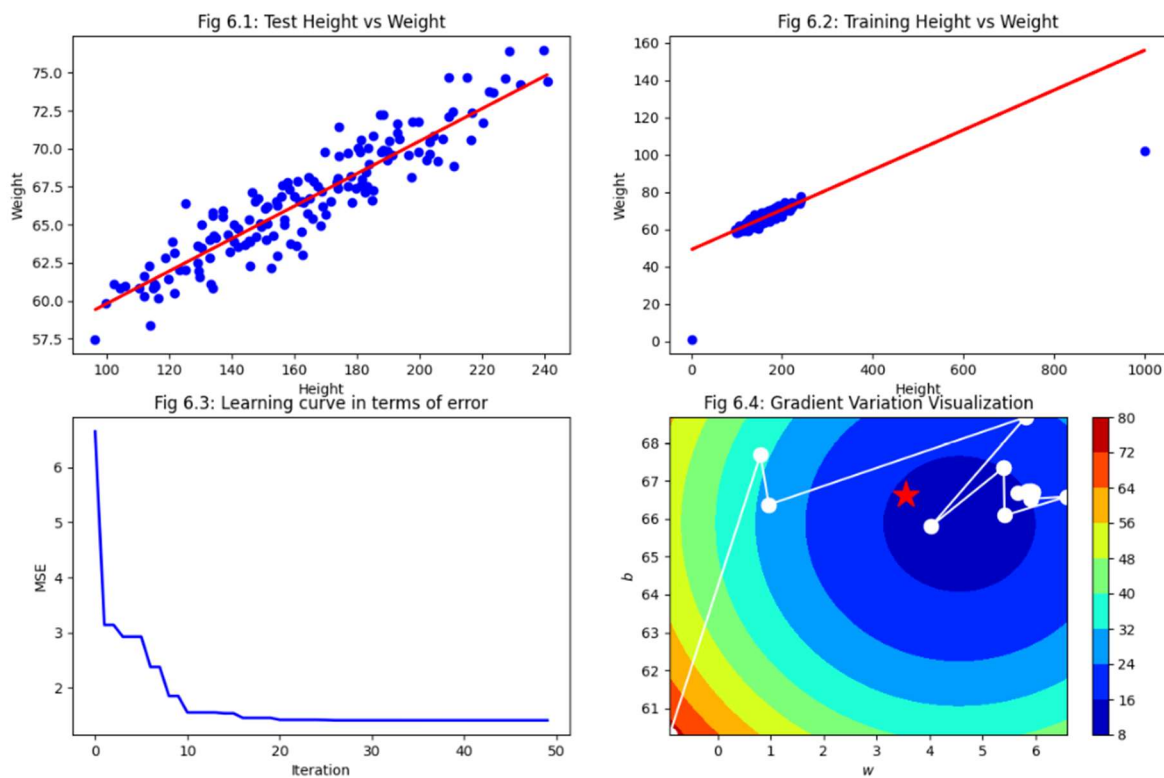 Fig 6.1: Test Height vs Weight
75.0
72.5
70.0
67.5
65.0
62.5
60.0
57.5
Weight
100 120 140 160 180 200 220 240
Height
Fig 6.2: Training Height vs Weight
160
140
120
100
80
60
40
20
0
Weight
0 200 400 600 800 1000
Height
Fig 6.3: Learning curve in terms of error
6
5
4
3
2
MSE
0 10 20 30 40 50
Iteration
Fig 6.4: Gradient Variation Visualization
68
67
66
65
64
63
62
61
b
0 1 2 3 4 5 6
w
80
72
64
56
48
40
32
24
16
8